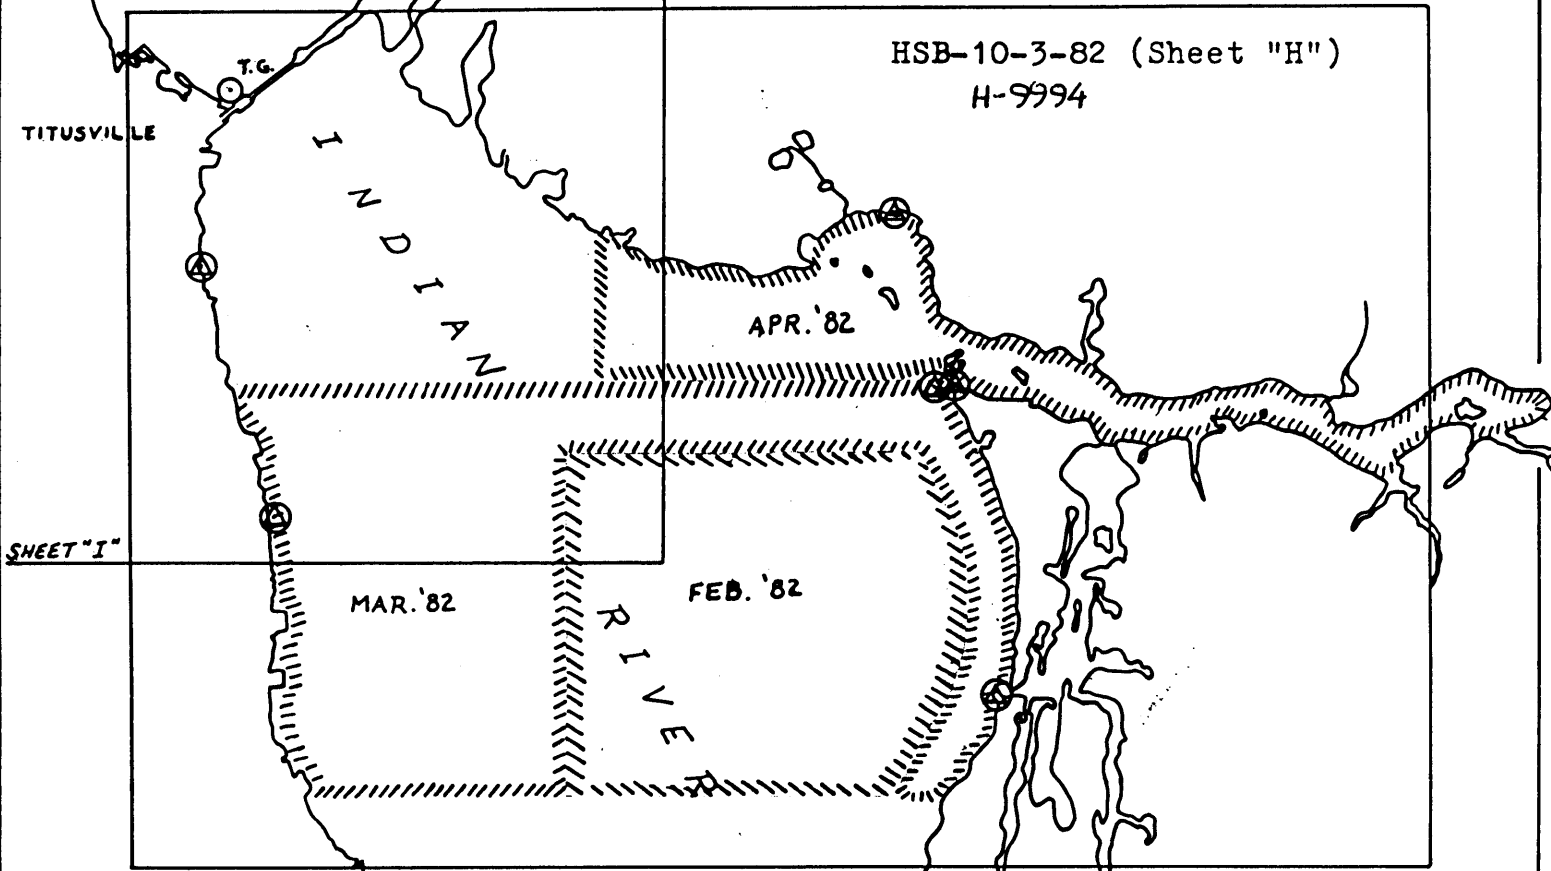 HSB-10-3-82 (Sheet "H")
H-9994
T.G.
TITUSVILLE
INDIAN
APR. '82
SHEET "I"
MAR. '82
FEB. '82
RIVER